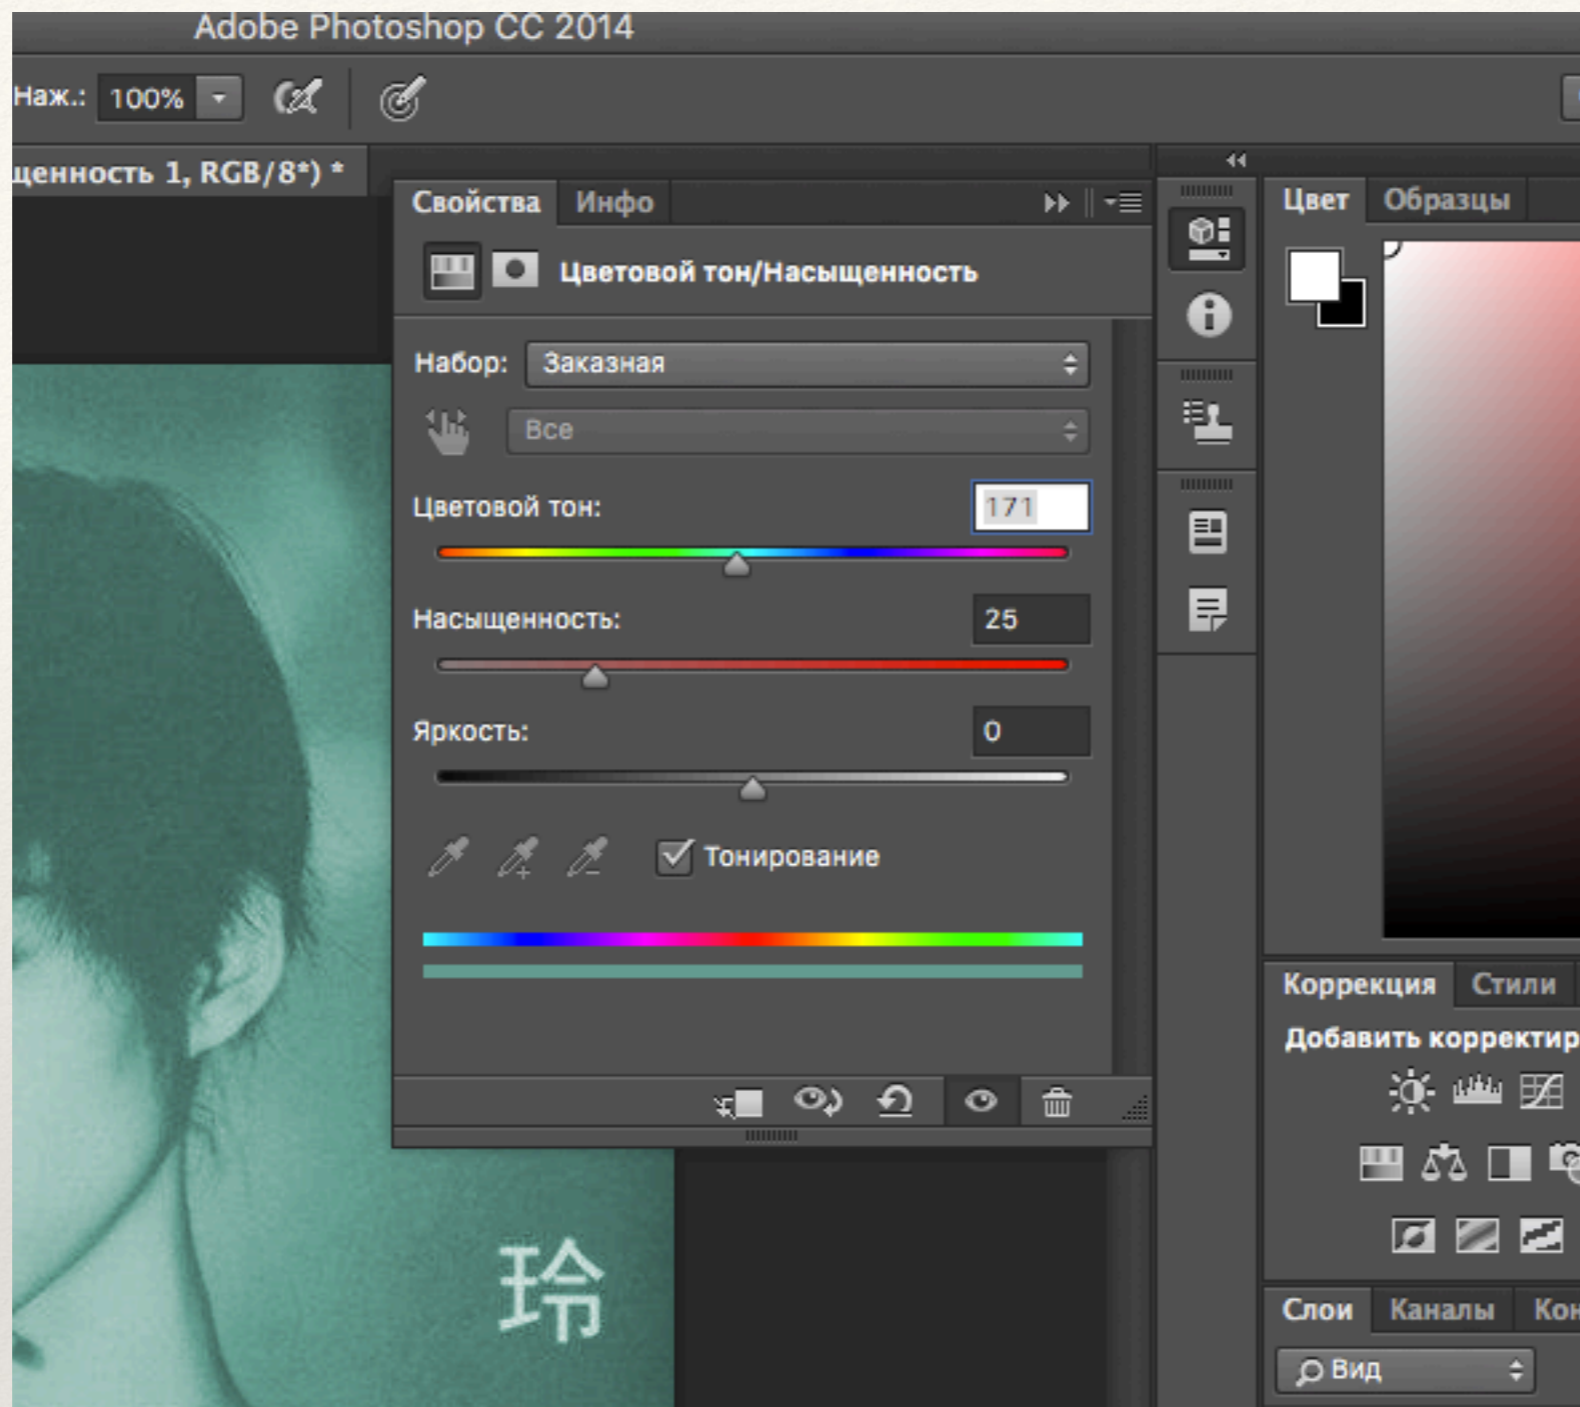 Adobe Photoshop CC 2014
Наж.: 100%
щенность 1, RGB/8*) *
Свойства Инфо
Цветовой тон/Насыщенность
Набор: Заказная
Все
Цветовой тон: 171
Насыщенность: 25
Яркость: 0
Тонирование
玲
Цвет Образцы
Коррекция Стили
Добавить корректир
Слои Каналы Кон
Вид